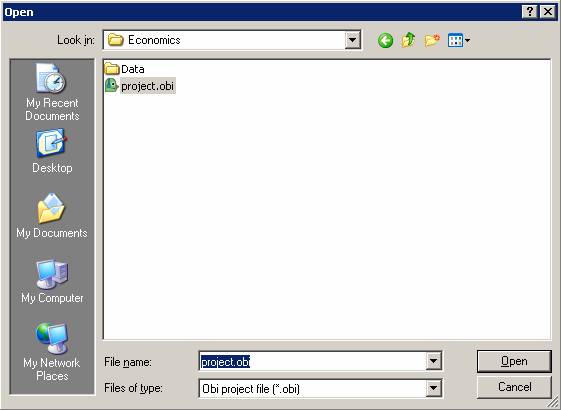 Open
Look in: Economics
Data
project.obi
My Recent
Documents
Desktop
My Documents
My Computer
My Network
Places
File name: project.obi Open
Files of type: Obi project file (*.obi) Cancel